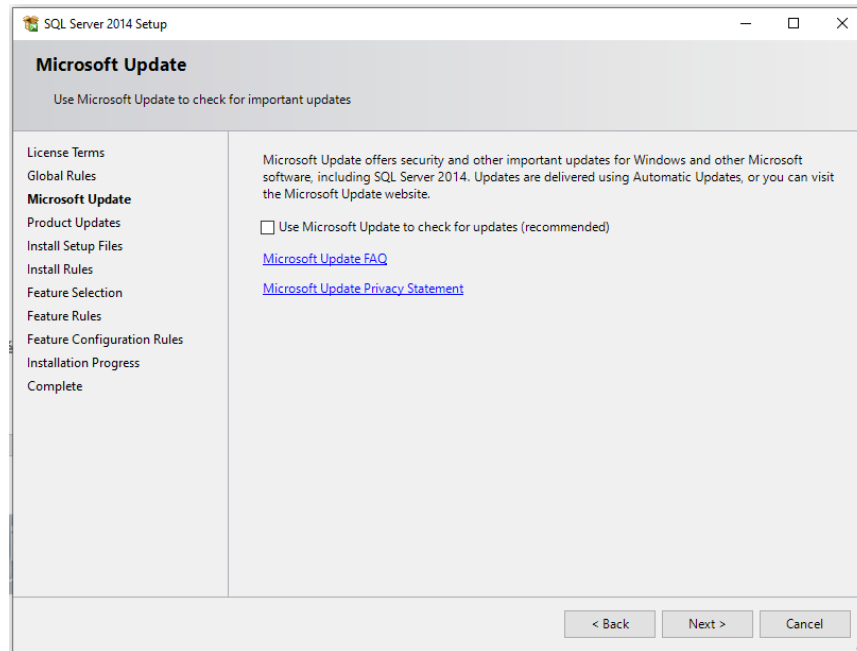 SQL Server 2014 Setup
Microsoft Update
Use Microsoft Update to check for important updates
License Terms
Global Rules
Microsoft Update
Product Updates
Install Setup Files
Install Rules
Feature Selection
Feature Rules
Feature Configuration Rules
Installation Progress
Complete
Microsoft Update offers security and other important updates for Windows and other Microsoft
software, including SQL Server 2014. Updates are delivered using Automatic Updates, or you can visit
the Microsoft Update website.
Use Microsoft Update to check for updates (recommended)
Microsoft Update FAQ
Microsoft Update Privacy Statement
< Back Next > Cancel